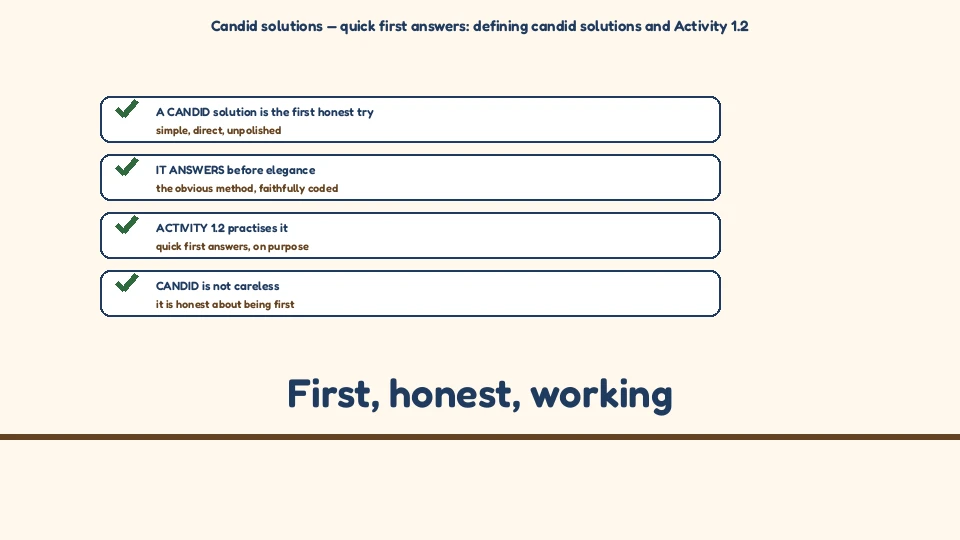 Candid solutions — quick first answers: defining candid solutions and Activity 1.2
A CANDID solution is the first honest try
simple, direct, unpolished
IT ANSWERS before elegance
the obvious method, faithfully coded
ACTIVITY 1.2 practises it
quick first answers, on purpose
CANDID is not careless
it is honest about being first
First, honest, working